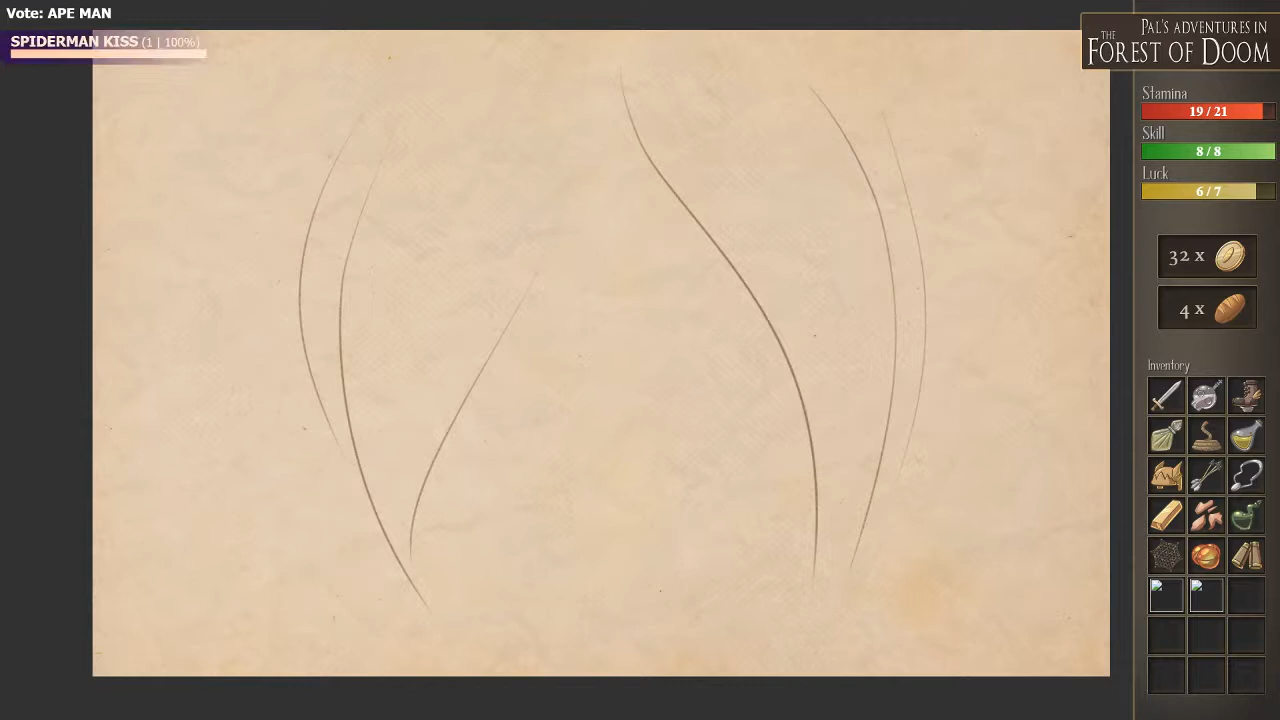 Vote: APE MAN
SPIDERMAN KISS (1 | 100%)
PAL'S ADVENTURES IN
THE FOREST OF DOOM
Stamina
19 / 21
Skill
8 / 8
Luck
6 / 7
32 x
4 x
Inventory